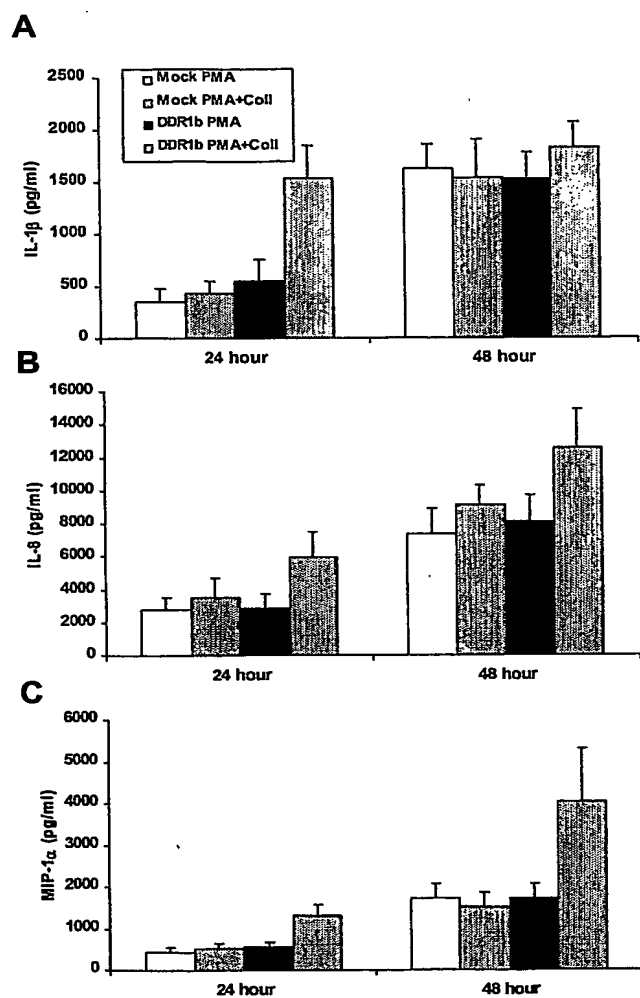 A
2500
2000
1500
1000
500
0
IL-1β (pg/ml)
Mock PMA
Mock PMA+Coll
DDR1b PMA
DDR1b PMA+Coll
24 hour
48 hour
B
16000
14000
12000
10000
8000
6000
4000
2000
0
IL-8 (pg/ml)
24 hour
48 hour
C
6000
5000
4000
3000
2000
1000
0
MIP-1α (pg/ml)
24 hour
48 hour